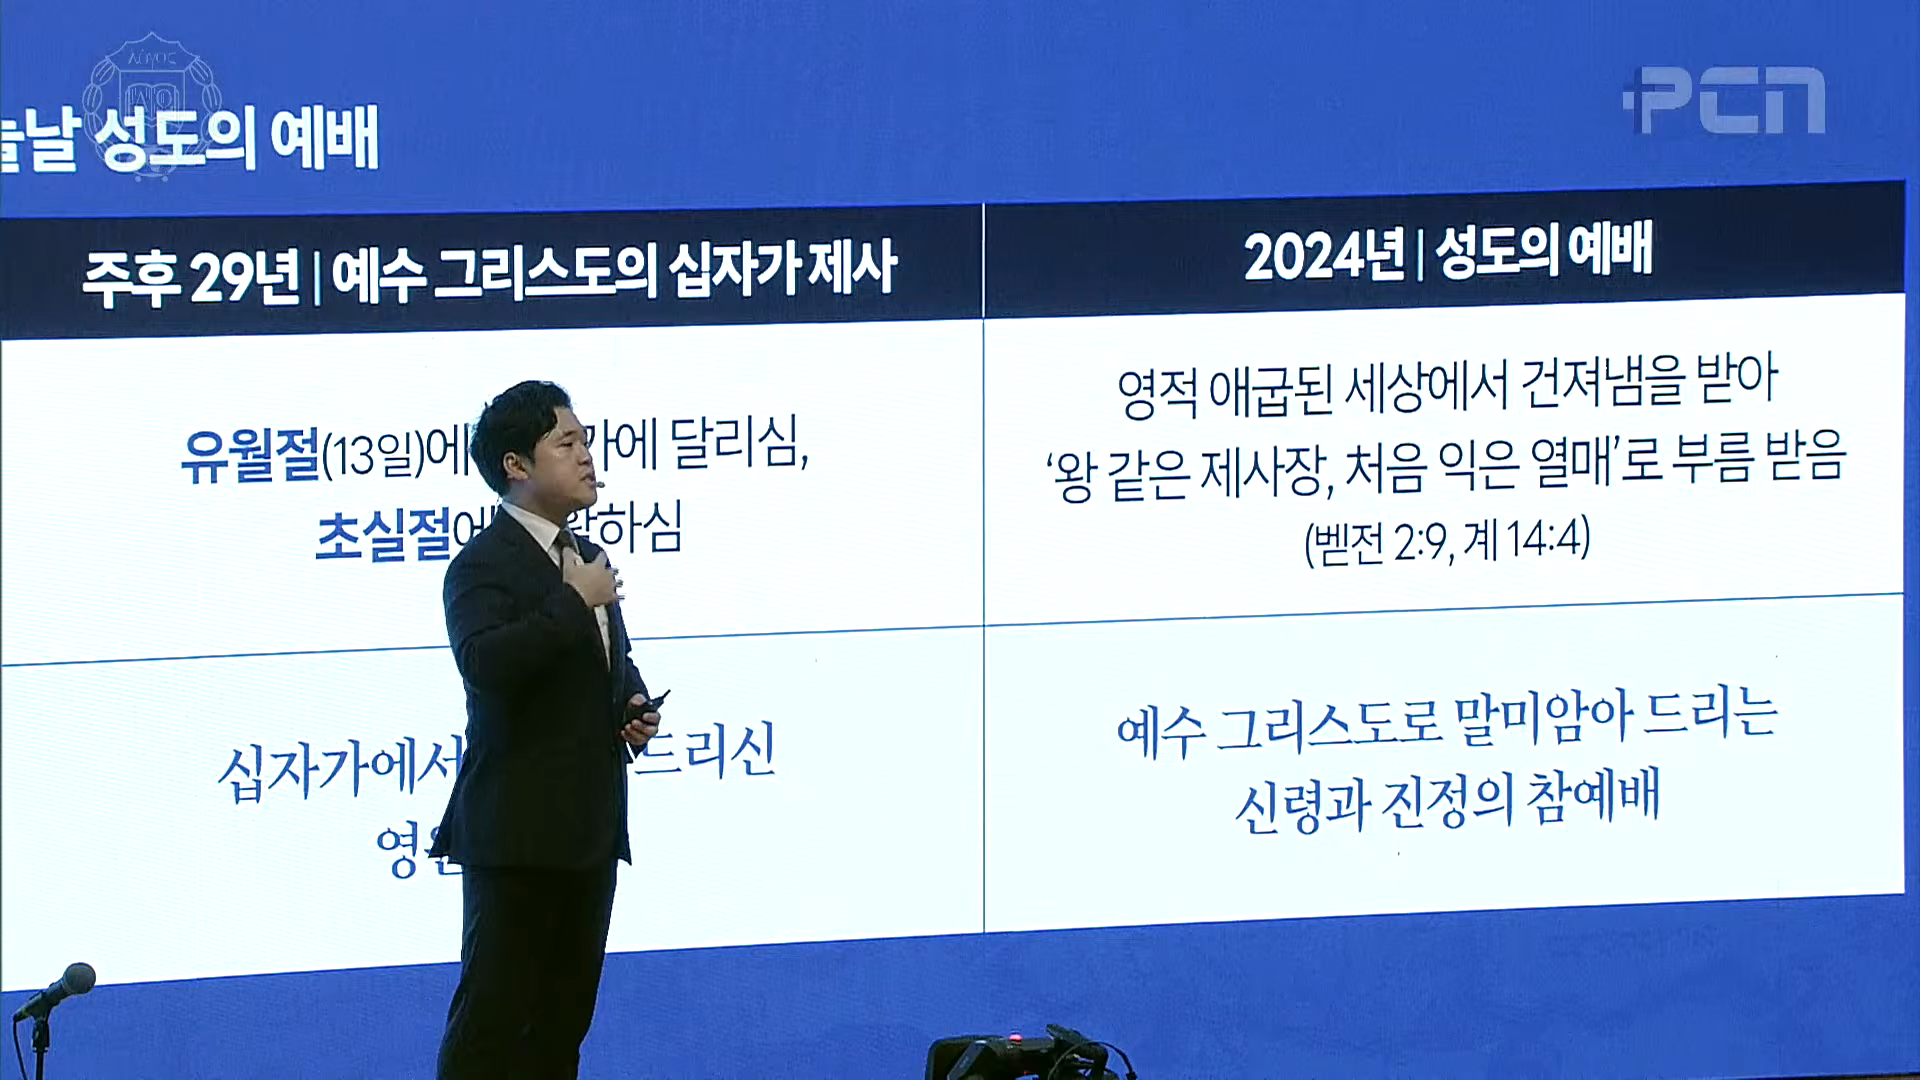 λόγος
PCN
날 성도의 예배
주후 29년 | 예수 그리스도의 십자가 제사
2024년 | 성도의 예배
유월절(13일)에 가에 달리심,
초실절에 하심
영적 애굽된 세상에서 건져냄을 받아
‘왕 같은 제사장, 처음 익은 열매’로 부름 받음
(벧전 2:9, 계 14:4)
십자가에서 드리신
영
예수 그리스도로 말미암아 드리는
신령과 진정의 참예배